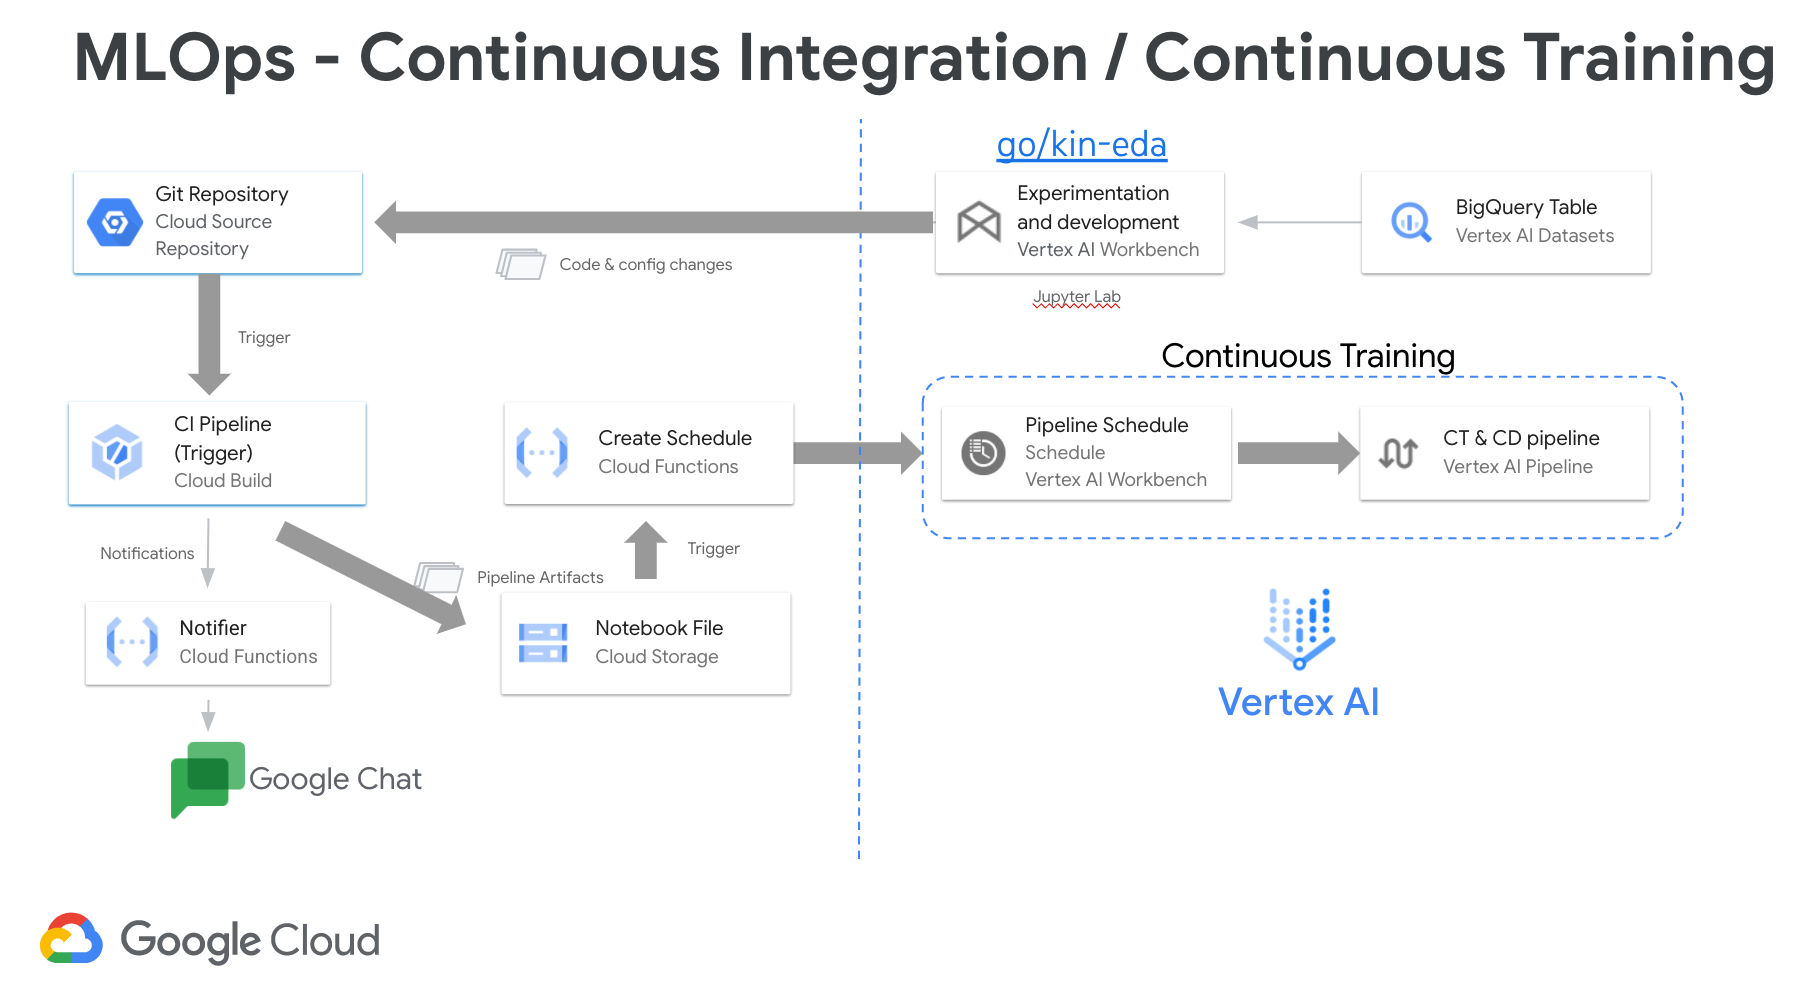 MLOps - Continuous Integration / Continuous Training
go/kin-eda
Git Repository
Cloud Source
Repository
Code & config changes
Experimentation
and development
Vertex AI Workbench
Jupyter Lab
BigQuery Table
Vertex AI Datasets
Trigger
Continuous Training
CI Pipeline
(Trigger)
Cloud Build
Create Schedule
Cloud Functions
Pipeline Schedule
Schedule
Vertex AI Workbench
CT & CD pipeline
Vertex AI Pipeline
Notifications
Pipeline Artifacts
Trigger
Notifier
Cloud Functions
Notebook File
Cloud Storage
Vertex AI
Google Chat
Google Cloud